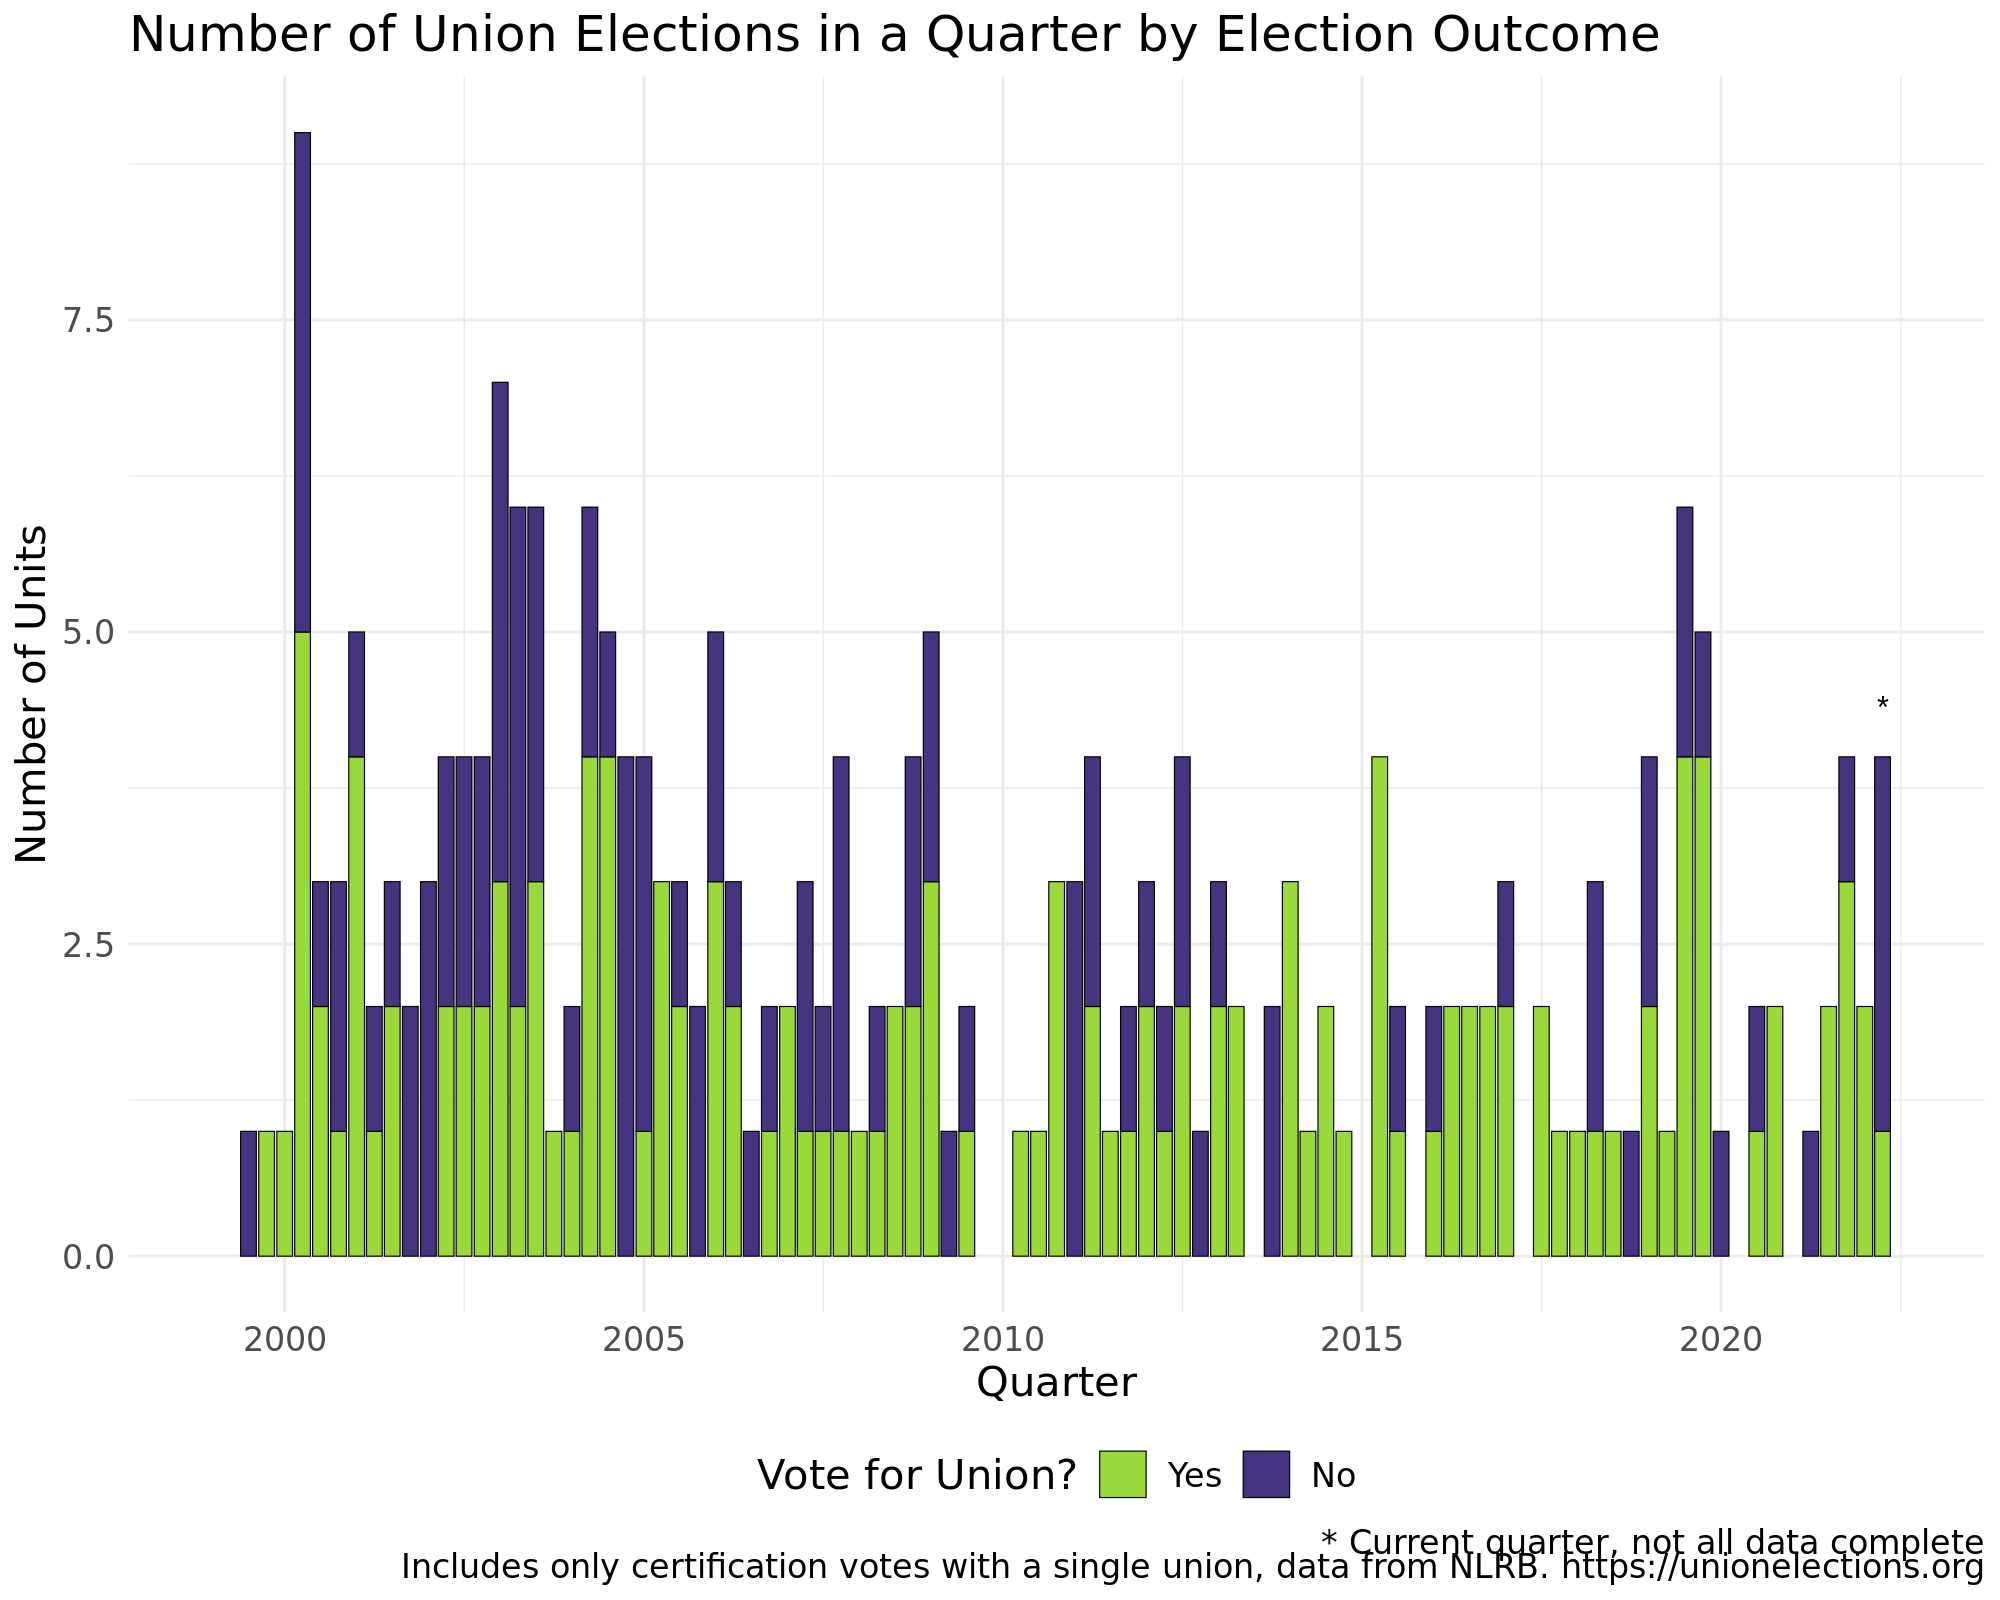 Number of Union Elections in a Quarter by Election Outcome
Number of Units
7.5
5.0
2.5
0.0
*
2000 2005 2010 2015 2020
Quarter
Vote for Union? Yes No
* Current quarter, not all data complete
Includes only certification votes with a single union, data from NLRB. https://unionelections.org